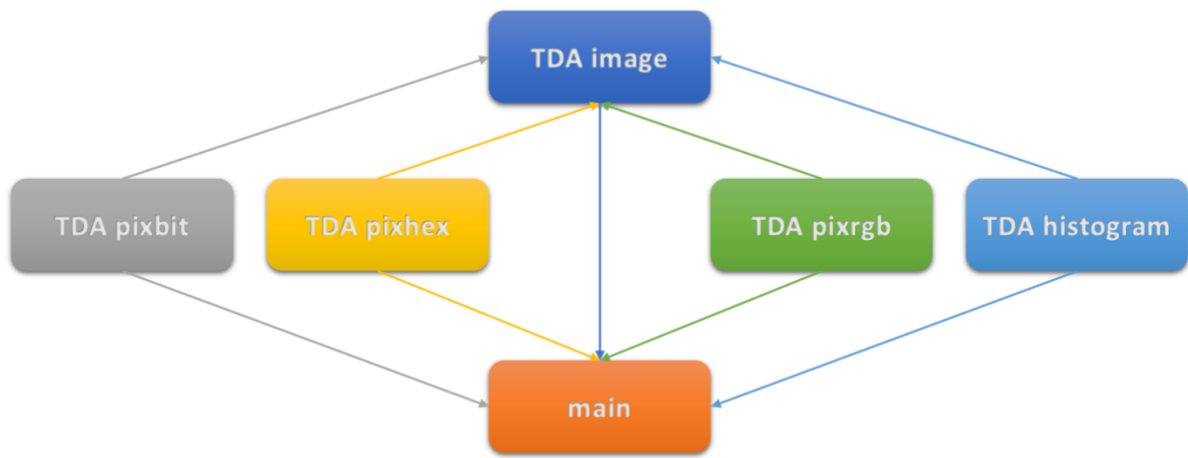 TDA image
TDA pixbit
TDA pixhex
TDA pixrgb
TDA histogram
main